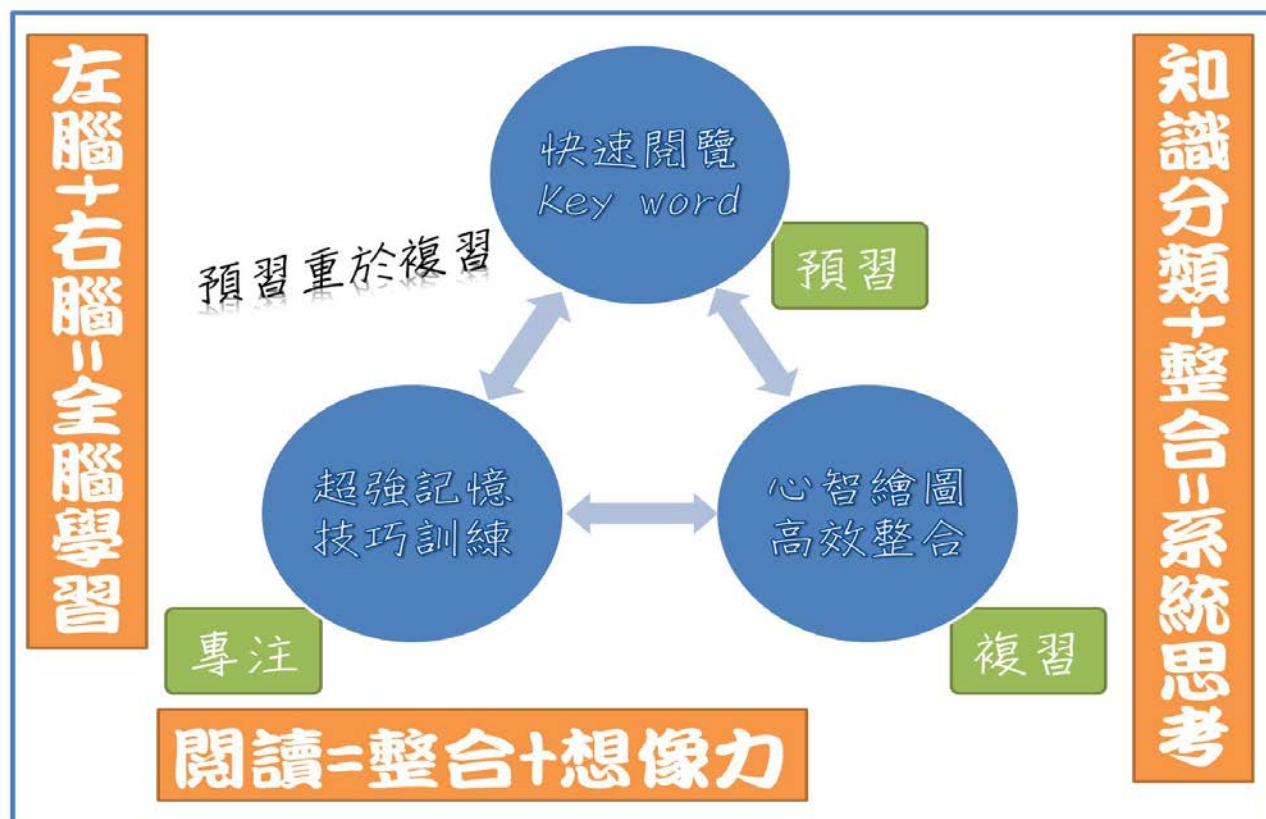 左腦+右腦=全腦學習
知識分類+整合=系統思考
快速閱覽
Key word
預習重於複習
預習
超強記憶
技巧訓練
心智繪圖
高效整合
專注
複習
閱讀=整合+想像力